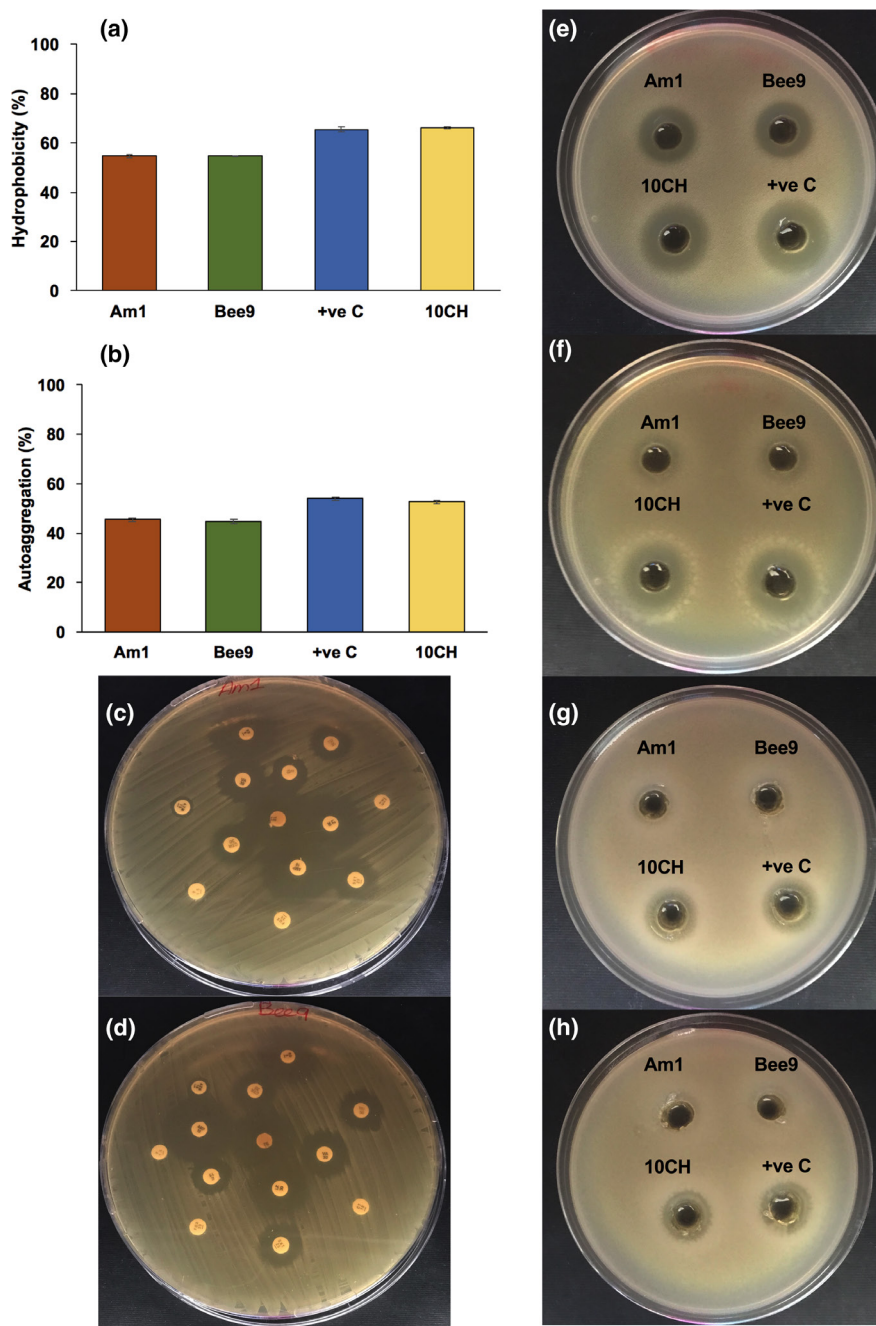 (a)
100
80
60
40
20
0
Hydrophobicity (%)
Am1 Bee9 +ve C 10CH
(b)
100
80
60
40
20
0
Autoaggregation (%)
Am1 Bee9 +ve C 10CH
(c)
Am1
(d)
Bee9
(e)
Am1 Bee9
10CH +ve C
(f)
Am1 Bee9
10CH +ve C
(g)
Am1 Bee9
10CH +ve C
(h)
Am1 Bee9
10CH +ve C